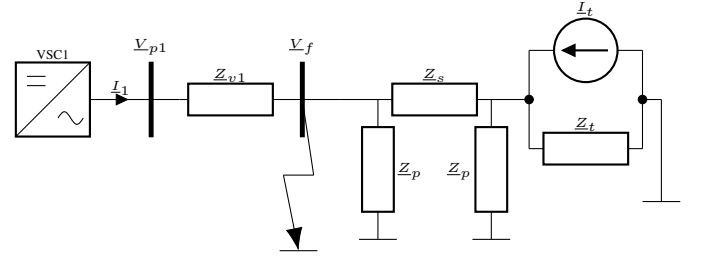 I_t
VSC1
V_p1
V_f
I_1
Z_v1
Z_s
Z_t
Z_p
Z_p